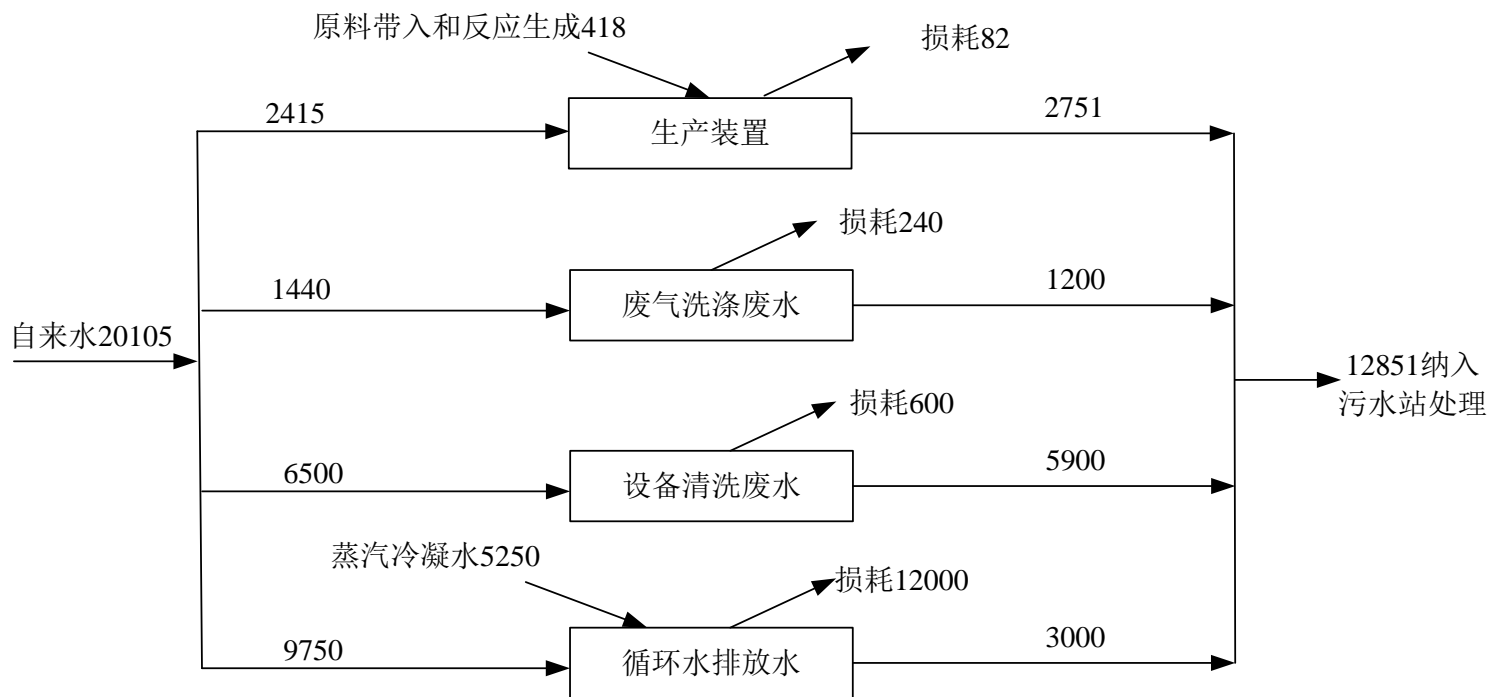 原料带入和反应生成418
损耗82
2415
生产装置
2751
损耗240
1440
废气洗涤废水
1200
自来水20105
12851纳入
污水站处理
损耗600
6500
设备清洗废水
5900
蒸汽冷凝水5250
损耗12000
9750
循环水排放水
3000